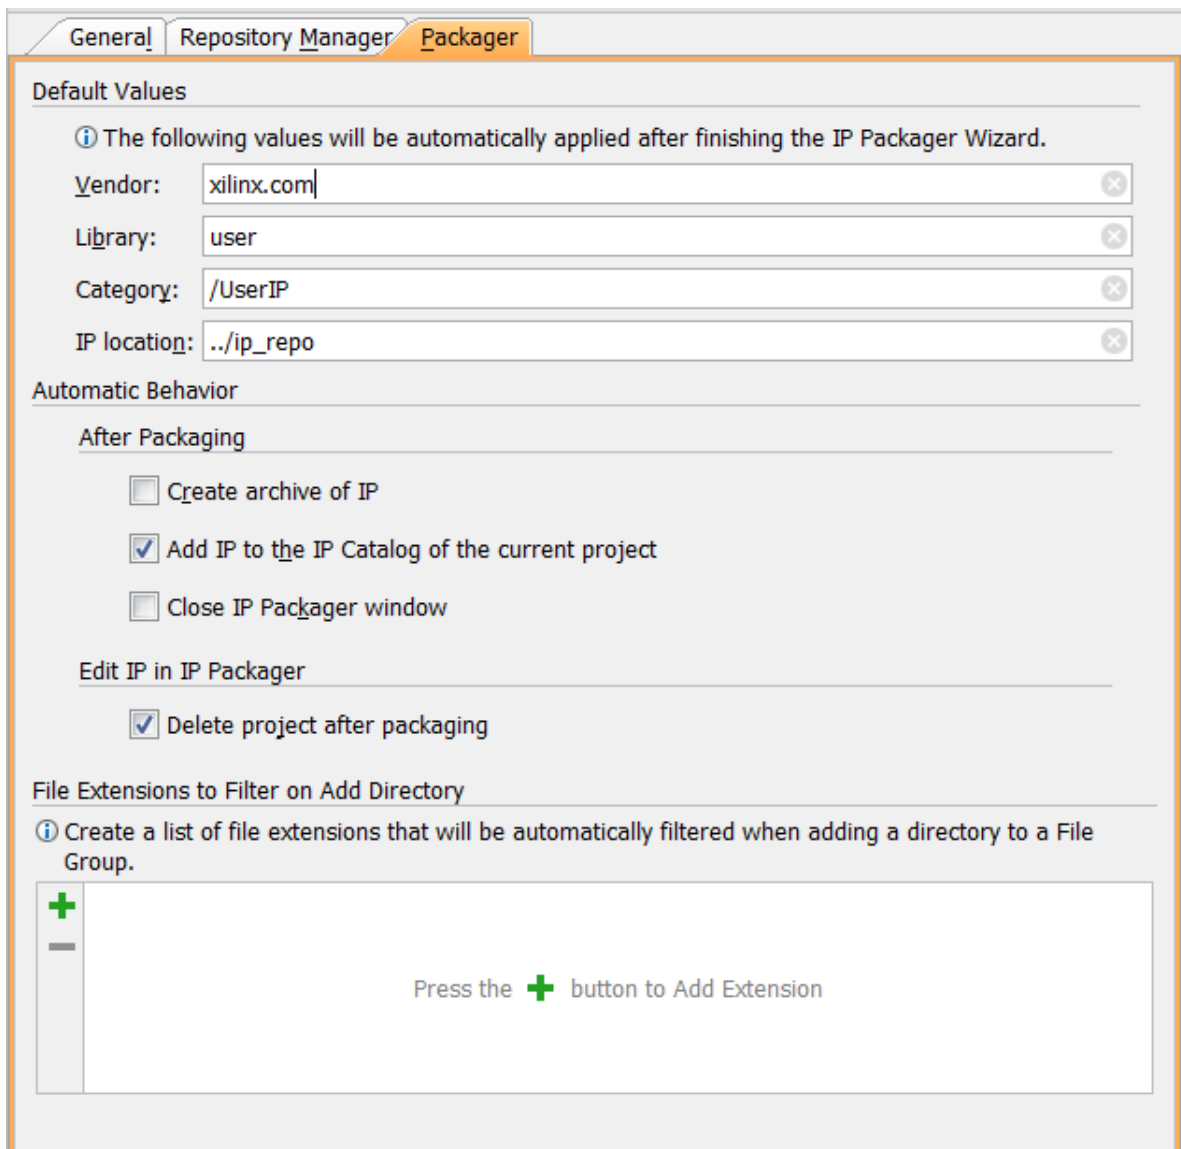 General Repository Manager Packager
Default Values
The following values will be automatically applied after finishing the IP Packager Wizard.
Vendor: xilinx.com
Library: user
Category: /UserIP
IP location: ../ip_repo
Automatic Behavior
After Packaging
Create archive of IP
Add IP to the IP Catalog of the current project
Close IP Packager window
Edit IP in IP Packager
Delete project after packaging
File Extensions to Filter on Add Directory
Create a list of file extensions that will be automatically filtered when adding a directory to a File
Group.
Press the + button to Add Extension